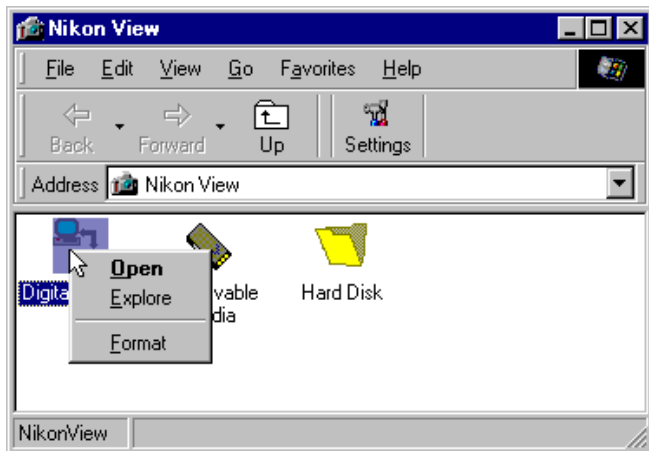 Nikon View
File Edit View Go Favorites Help
Back Forward Up Settings
Address Nikon View
Open
Explore
Format
Digita
vable
dia
Hard Disk
NikonView